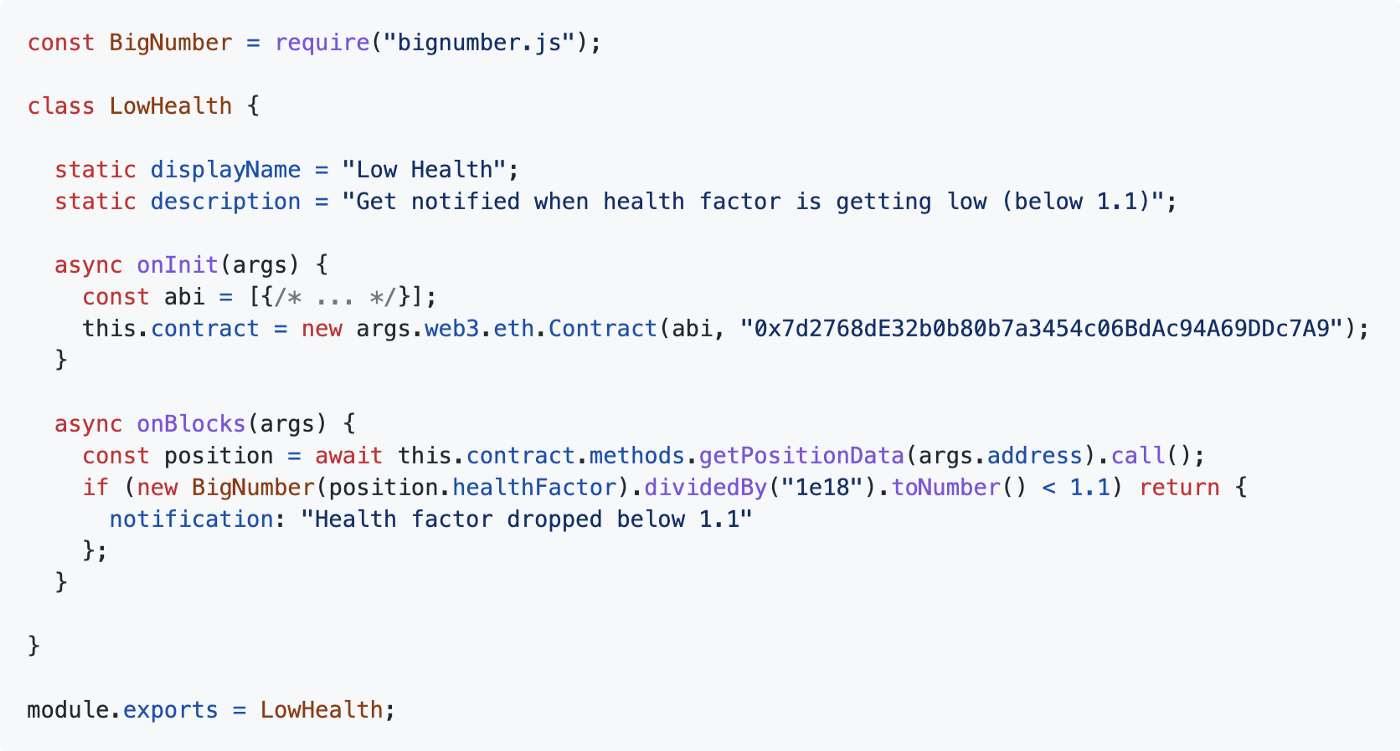 const BigNumber = require("bignumber.js");
class LowHealth {
static displayName = "Low Health";
static description = "Get notified when health factor is getting low (below 1.1)";
async onInit(args) {
const abi = [{/* ... */}];
this.contract = new args.web3.eth.Contract(abi, "0x7d2768dE32b0b80b7a3454c06BdAc94A69DDc7A9");
}
async onBlocks(args) {
const position = await this.contract.methods.getPositionData(args.address).call();
if (new BigNumber(position.healthFactor).dividedBy("1e18").toNumber() < 1.1) return {
notification: "Health factor dropped below 1.1"
};
}
}
module.exports = LowHealth;